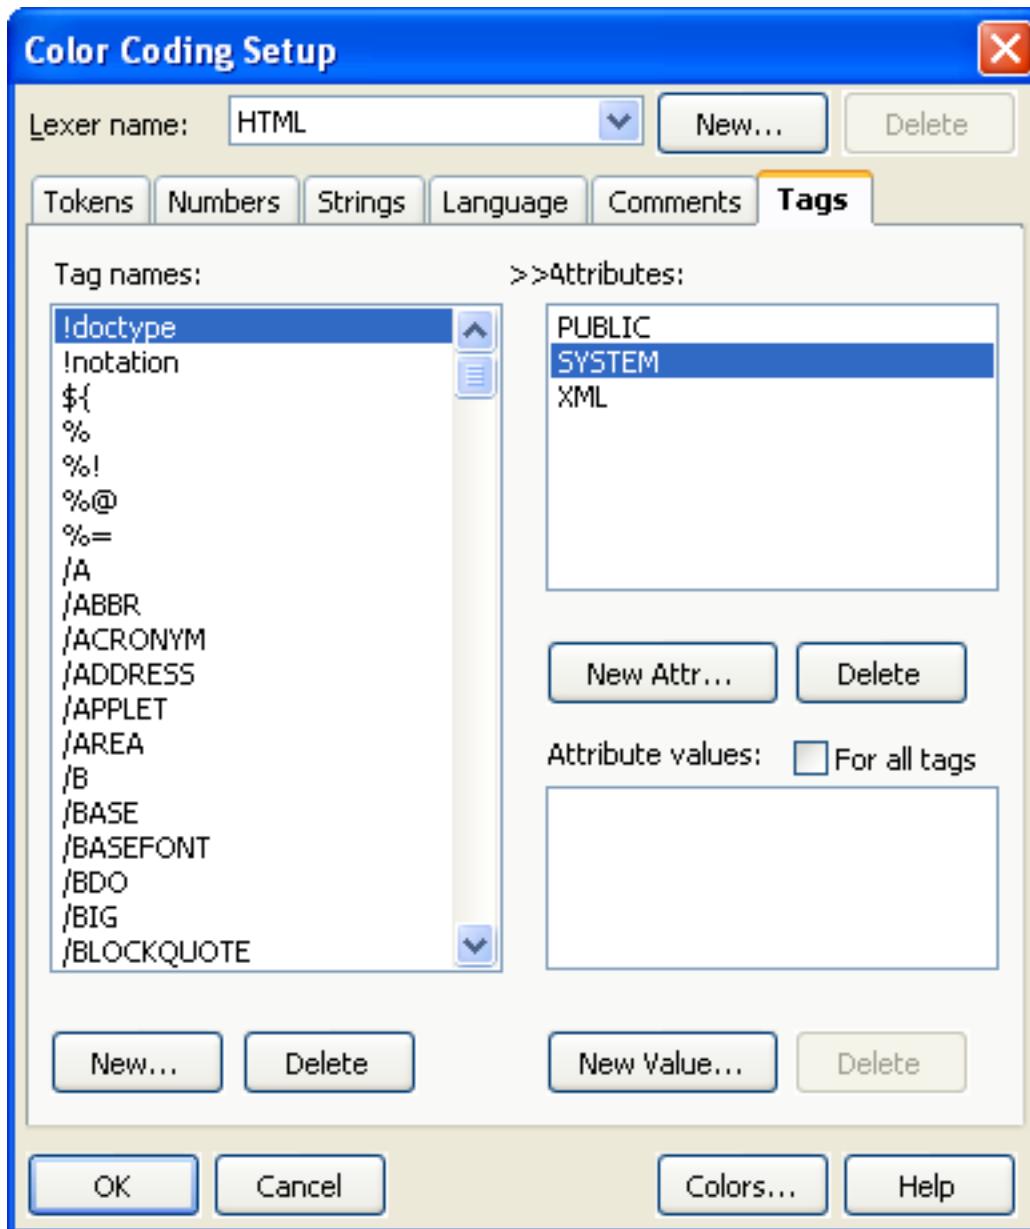 Color Coding Setup
Lexer name: HTML New... Delete
Tokens Numbers Strings Language Comments Tags
Tag names: >>Attributes:
!doctype
!notation
${
%
%!
%@
%=
/A
/ABBR
/ACRONYM
/ADDRESS
/APPLET
/AREA
/B
/BASE
/BASEFONT
/BDO
/BIG
/BLOCKQUOTE
New... Delete
PUBLIC
SYSTEM
XML
New Attr... Delete
Attribute values: For all tags
New Value... Delete
OK Cancel Colors... Help